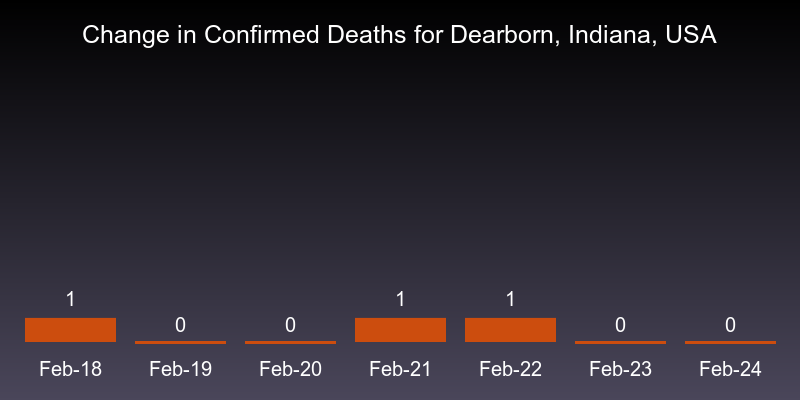 Change in Confirmed Deaths for Dearborn, Indiana, USA
1 0 0 1 1 0 0
Feb-18 Feb-19 Feb-20 Feb-21 Feb-22 Feb-23 Feb-24